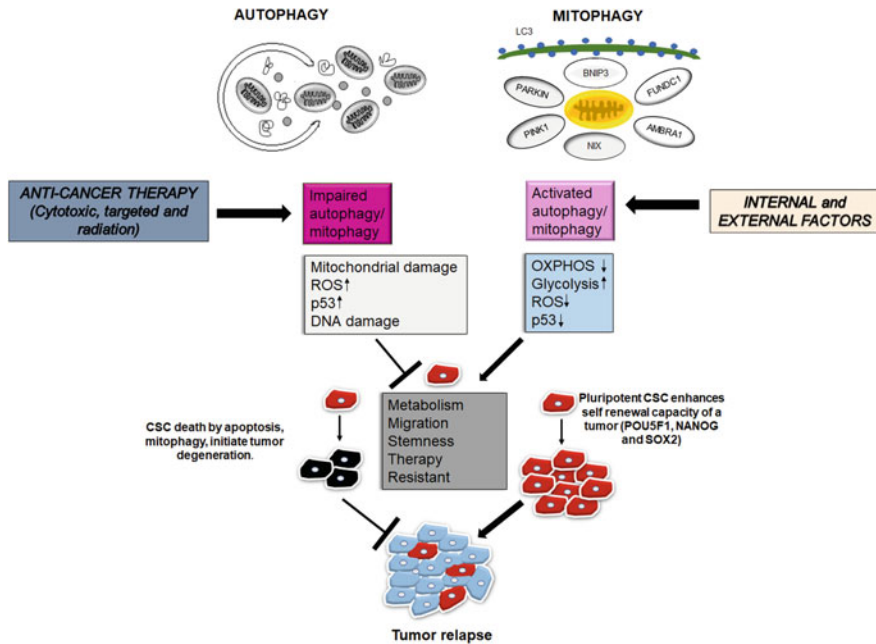 AUTOPHAGY
MITOPHAGY
LC3
BNIP3
PARKIN
FUNDC1
PINK1
AMBRA1
NIX
ANTI-CANCER THERAPY
(Cytotoxic, targeted and
radiation)
Impaired
autophagy/
mitophagy
Activated
autophagy/
mitophagy
INTERNAL and
EXTERNAL FACTORS
Mitochondrial damage
ROS↑
p53↑
DNA damage
OXPHOS ↓
Glycolysis↑
ROS↓
p53↓
CSC death by apoptosis,
mitophagy, initiate tumor
degeneration.
Metabolism
Migration
Stemness
Therapy
Resistant
Pluripotent CSC enhances
self renewal capacity of a
tumor (POU5F1, NANOG
and SOX2)
Tumor relapse